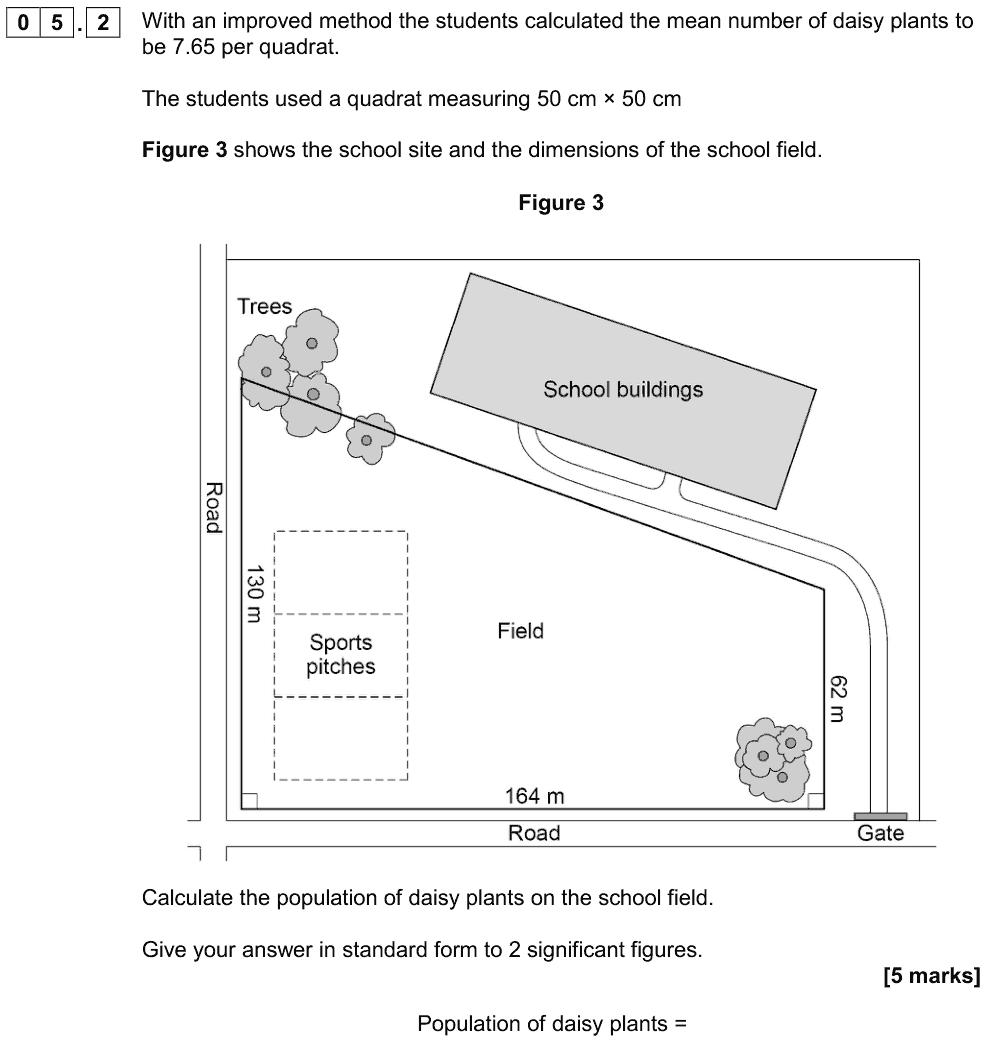 0 5 . 2 With an improved method the students calculated the mean number of daisy plants to
be 7.65 per quadrat.
The students used a quadrat measuring 50 cm × 50 cm
Figure 3 shows the school site and the dimensions of the school field.
Figure 3
Trees
School buildings
Road
130 m
Sports
pitches
Field
62 m
164 m
Road
Gate
Calculate the population of daisy plants on the school field.
Give your answer in standard form to 2 significant figures.
[5 marks]
Population of daisy plants =